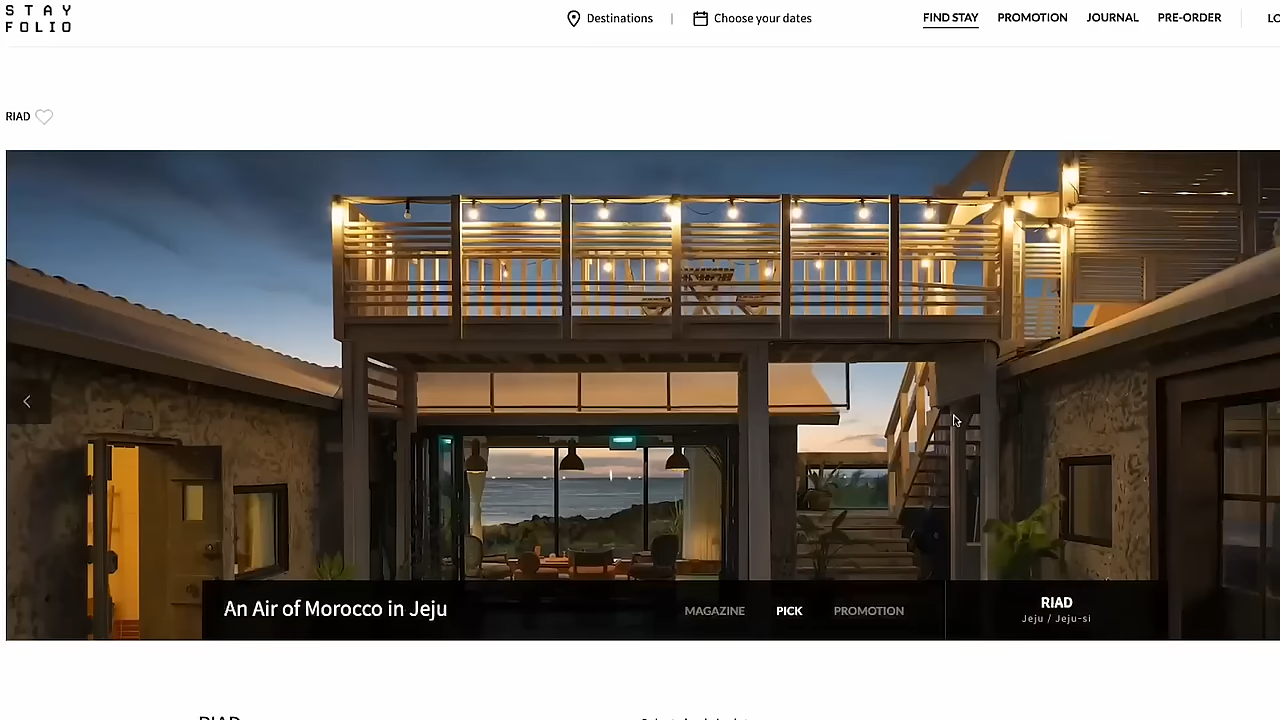 STAY
FOLIO
Destinations | Choose your dates
FIND STAY PROMOTION JOURNAL PRE-ORDER
RIAD
An Air of Morocco in Jeju
MAGAZINE PICK PROMOTION
RIAD
Jeju / Jeju-si
RIAD